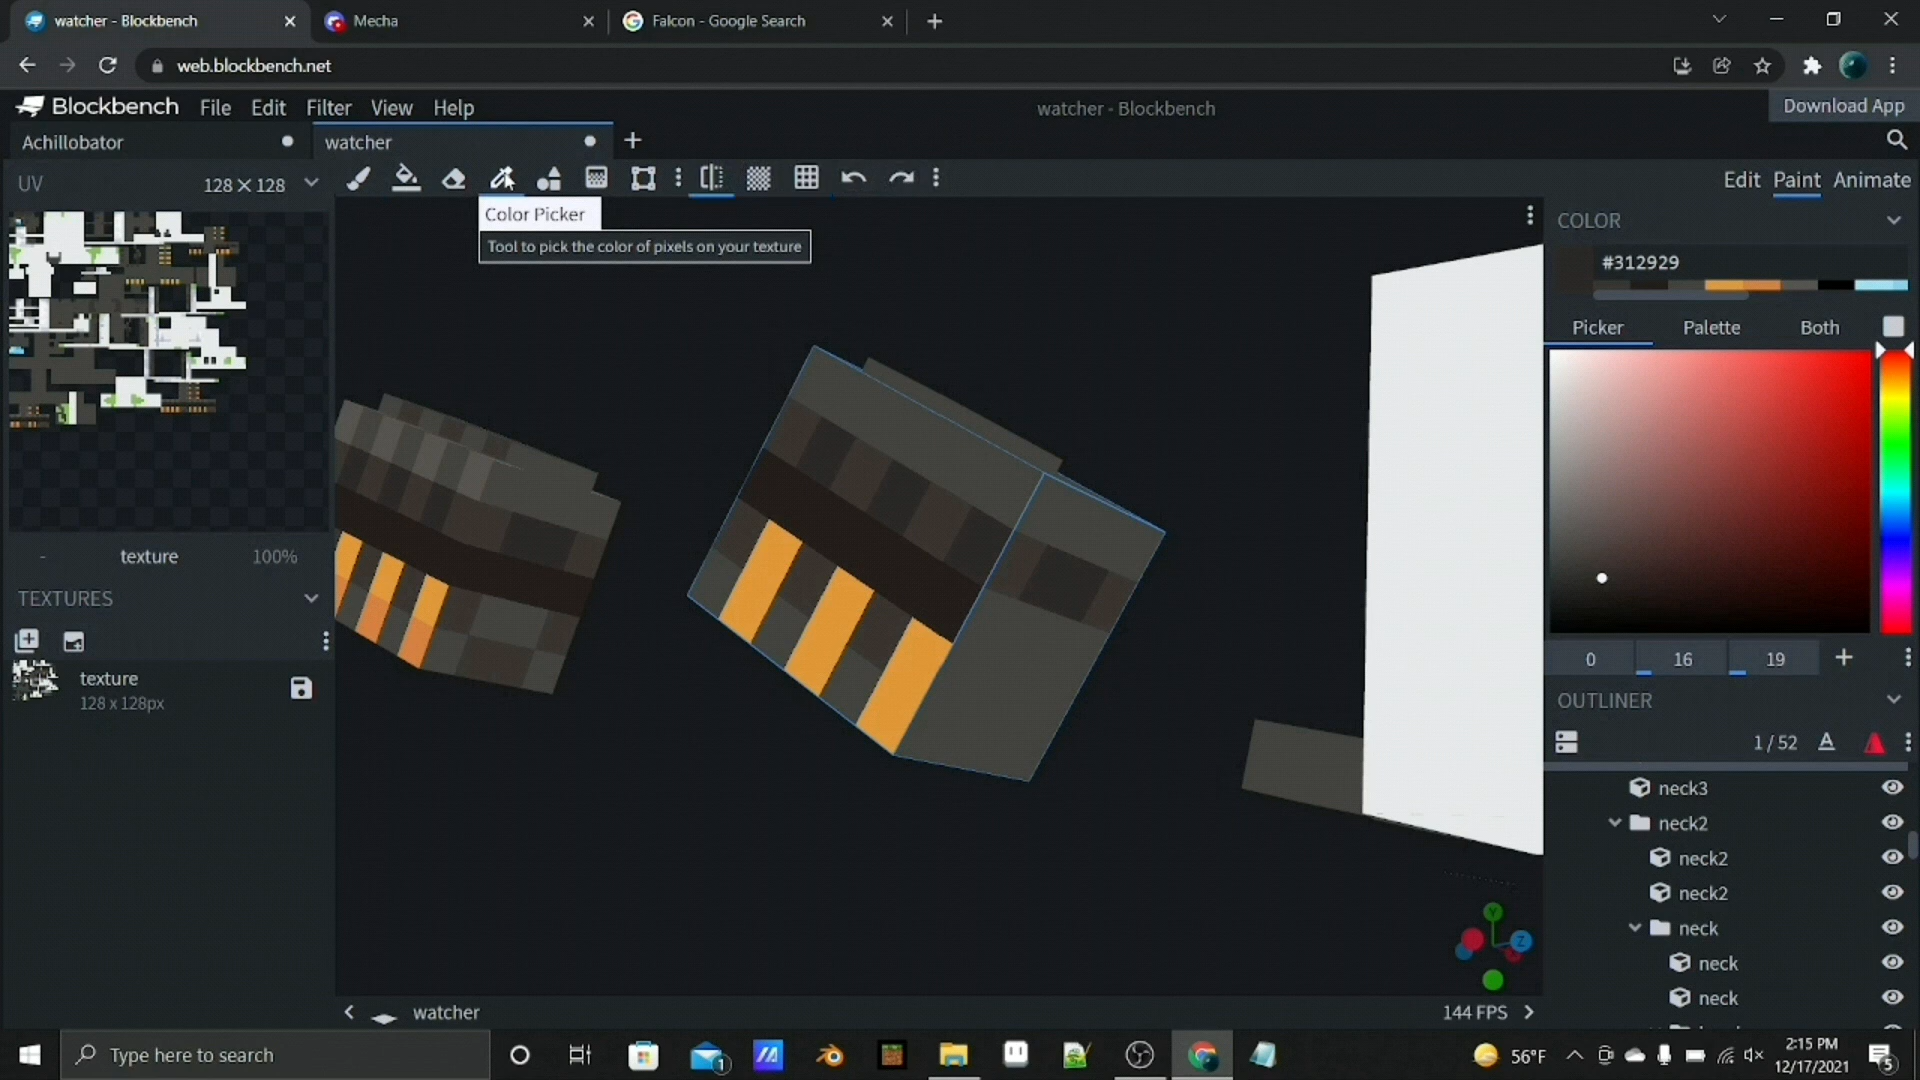 watcher - Blockbench
Mecha
Falcon - Google Search
web.blockbench.net
Blockbench File Edit Filter View Help
watcher - Blockbench
Download App
Achillobator
watcher
UV
128 × 128
Edit Paint Animate
Color Picker
Tool to pick the color of pixels on your texture
COLOR
#312929
Picker Palette Both
- texture 100%
TEXTURES
texture
128 x 128px
0 16 19
OUTLINER
1 / 52
neck3
neck2
neck2
neck2
neck
neck
neck
watcher
144 FPS
Type here to search
1
56°F
2:15 PM
12/17/2021
5